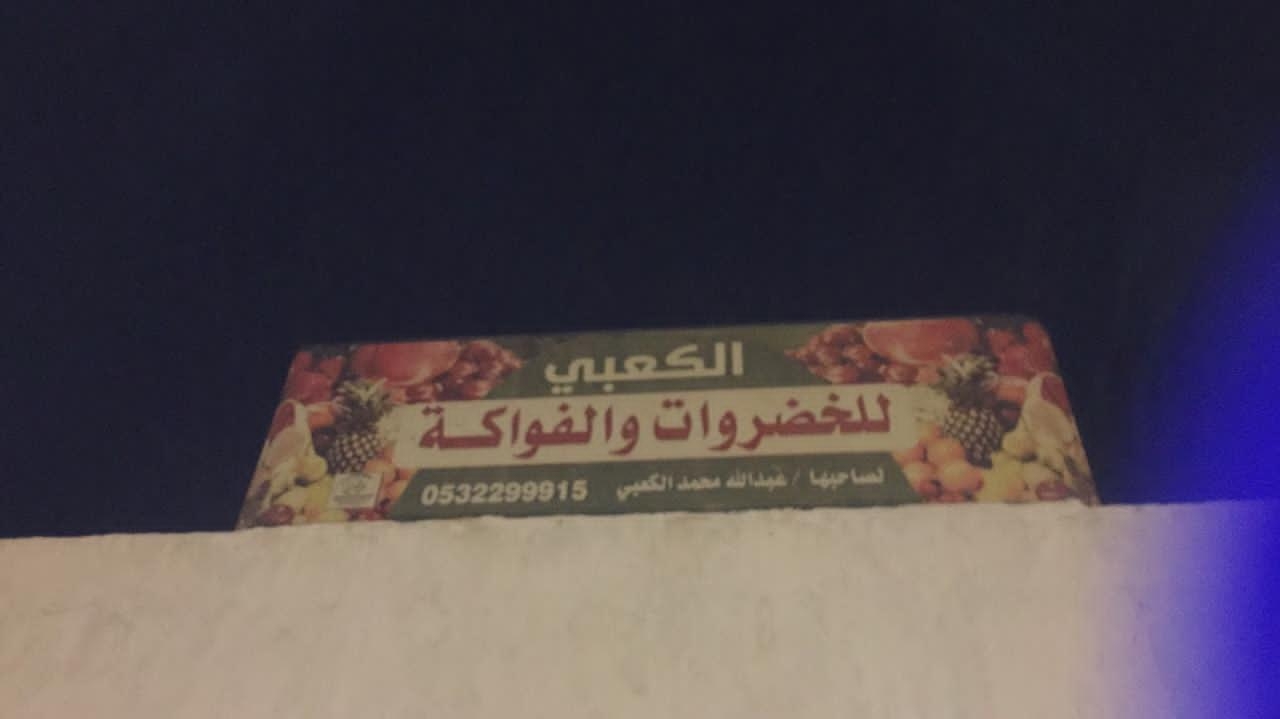 الكعبي
للخضروات والفواكة
لصاحبها / عبدالله محمد الكعبي 0532299915